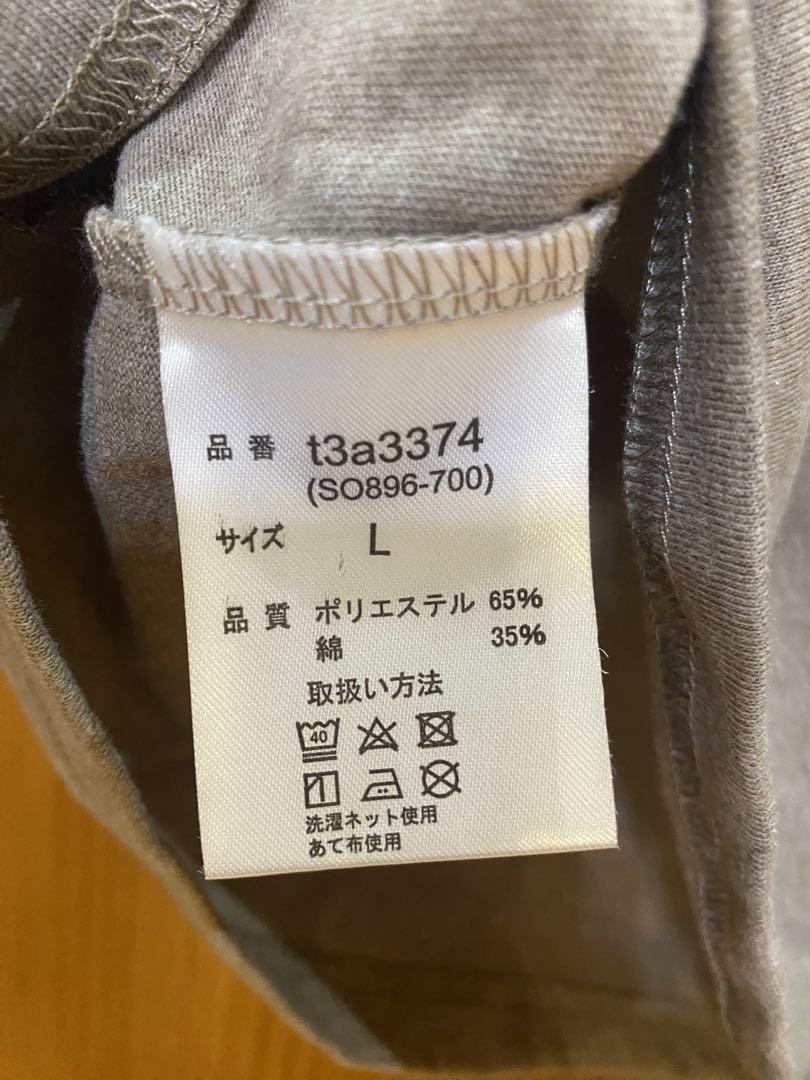 品番 t3a3374
(SO896-700)
サイズ L
品質 ポリエステル 65%
綿 35%
取扱い方法
40
洗濯ネット使用
あて布使用